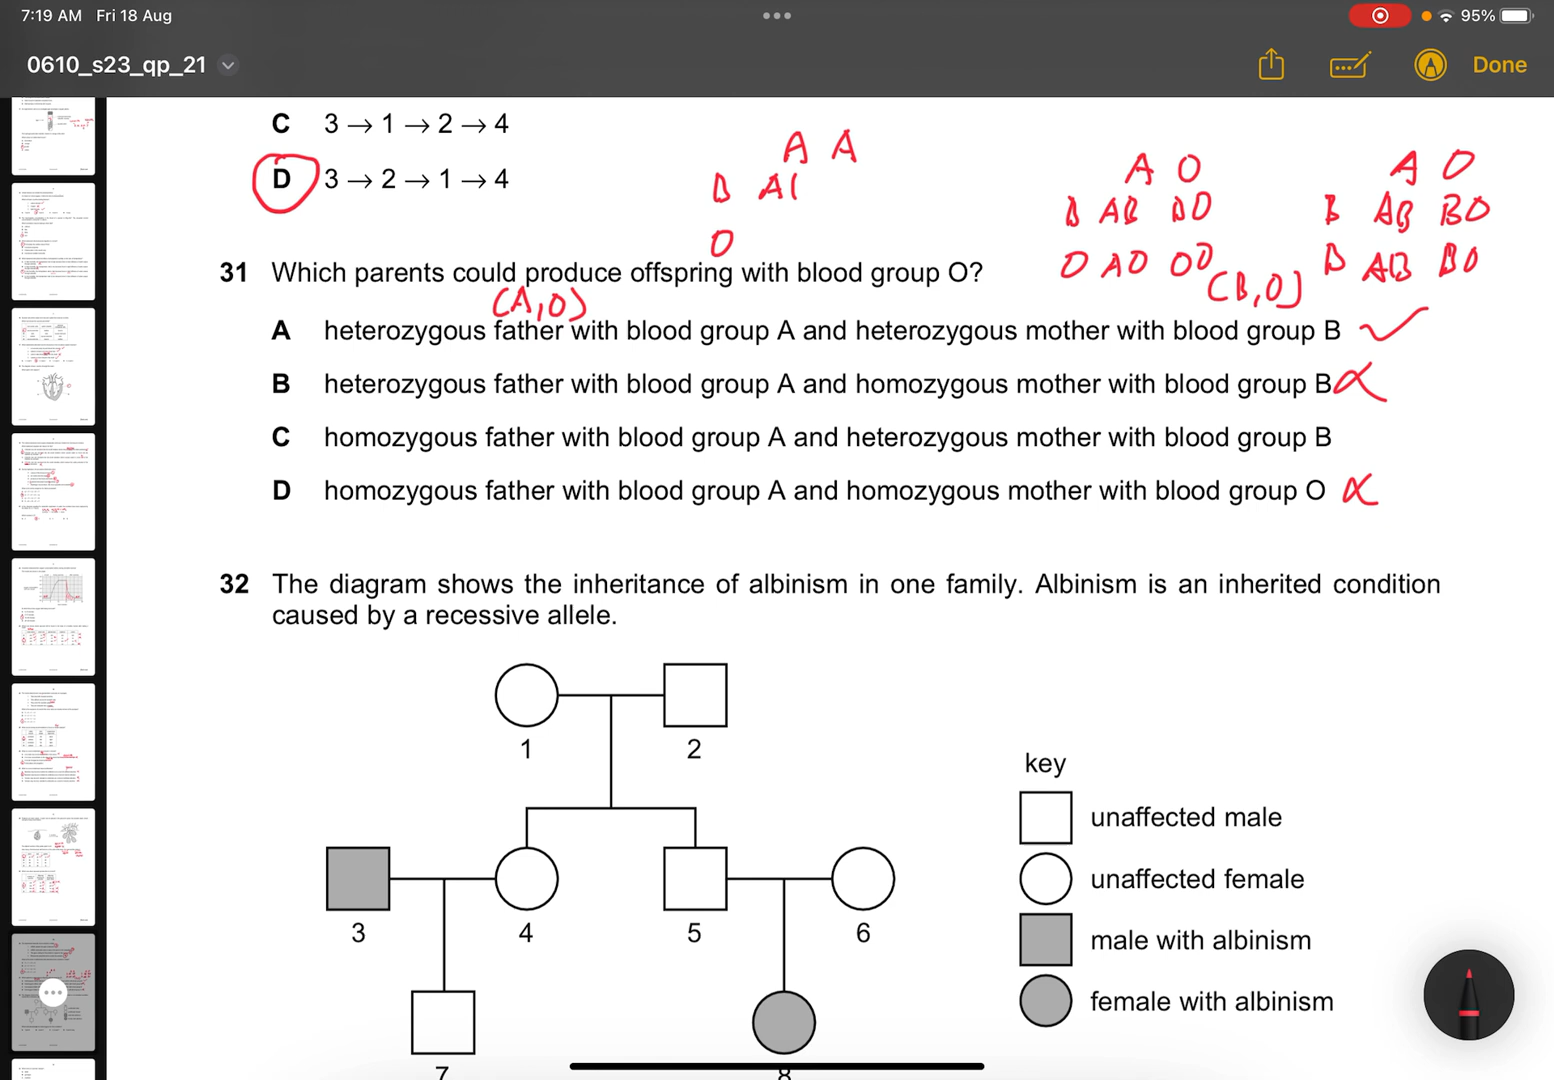 7:19 AM Fri 18 Aug
95%
0610_s23_qp_21
Done
C 3 → 1 → 2 → 4
D 3 → 2 → 1 → 4
A A
B A
O
A O
B AB BO
O AO OO
A O
B AB BO
B AB BO
31 Which parents could produce offspring with blood group O?
(A,O)
(B,O)
A heterozygous father with blood group A and heterozygous mother with blood group B
B heterozygous father with blood group A and homozygous mother with blood group B
C homozygous father with blood group A and heterozygous mother with blood group B
D homozygous father with blood group A and homozygous mother with blood group O
32 The diagram shows the inheritance of albinism in one family. Albinism is an inherited condition
caused by a recessive allele.
1 2
key
unaffected male
unaffected female
3 4 5 6
male with albinism
female with albinism
7 8